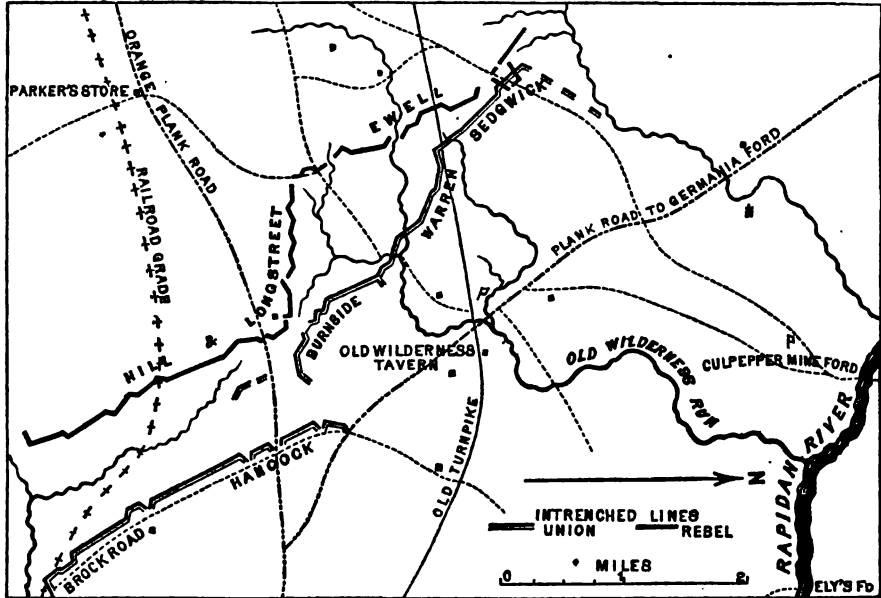 ORANGE PLANK ROAD
PARKER'S STORE
RAILROAD GRADE
EWELL
SEDGWICK
WARREN
PLANK ROAD TO GERMANIA FORD
HILL & LONGSTREET
BURNSIDE
OLD WILDERNESS
TAVERN
OLD WILDERNESS RUN
CULPEPPER MINE FORD
RAPIDAN RIVER
HANCOCK
BROCK ROAD
OLD TURNPIKE
N
INTRENCHED LINES
UNION REBEL
MILES
0 1 2
ELY'S FD